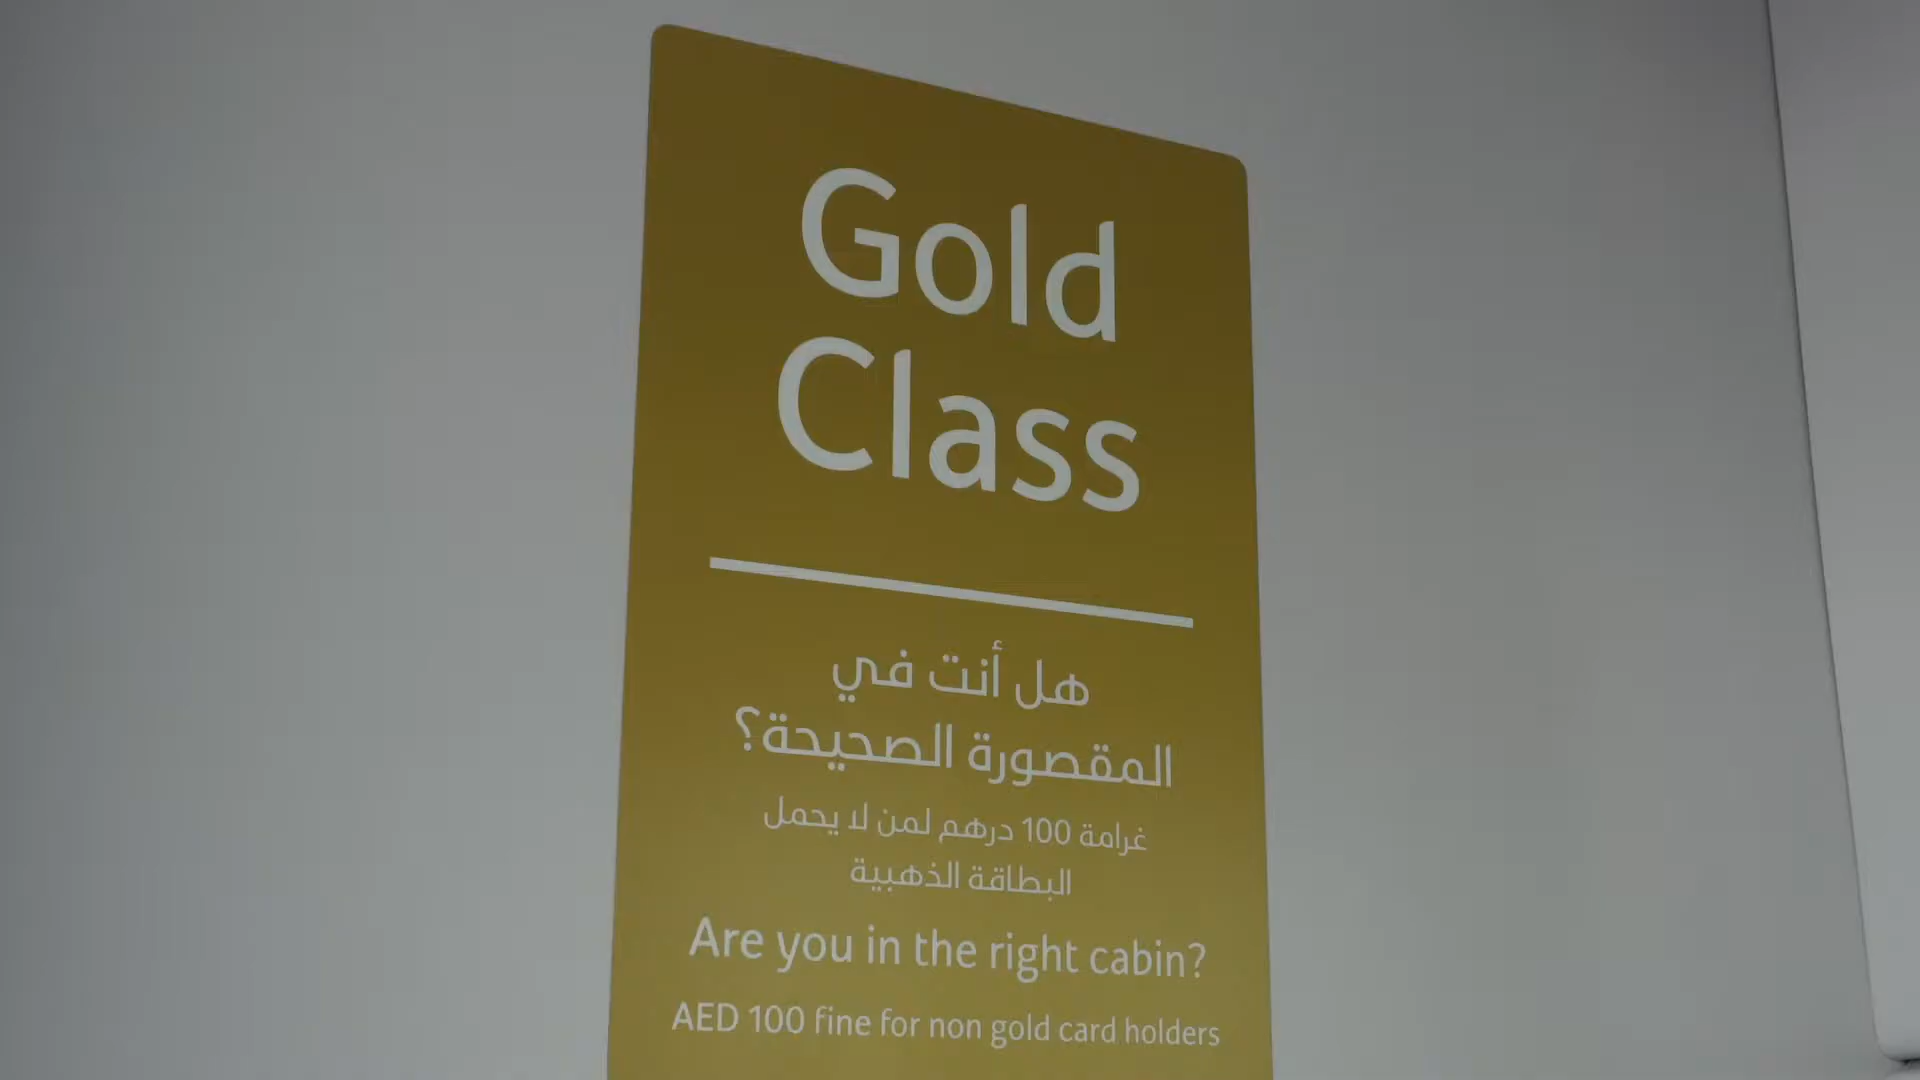 Gold
Class
هل أنت في
المقصورة الصحيحة؟
غرامة 100 درهم لمن لا يحمل
البطاقة الذهبية
Are you in the right cabin?
AED 100 fine for non gold card holders